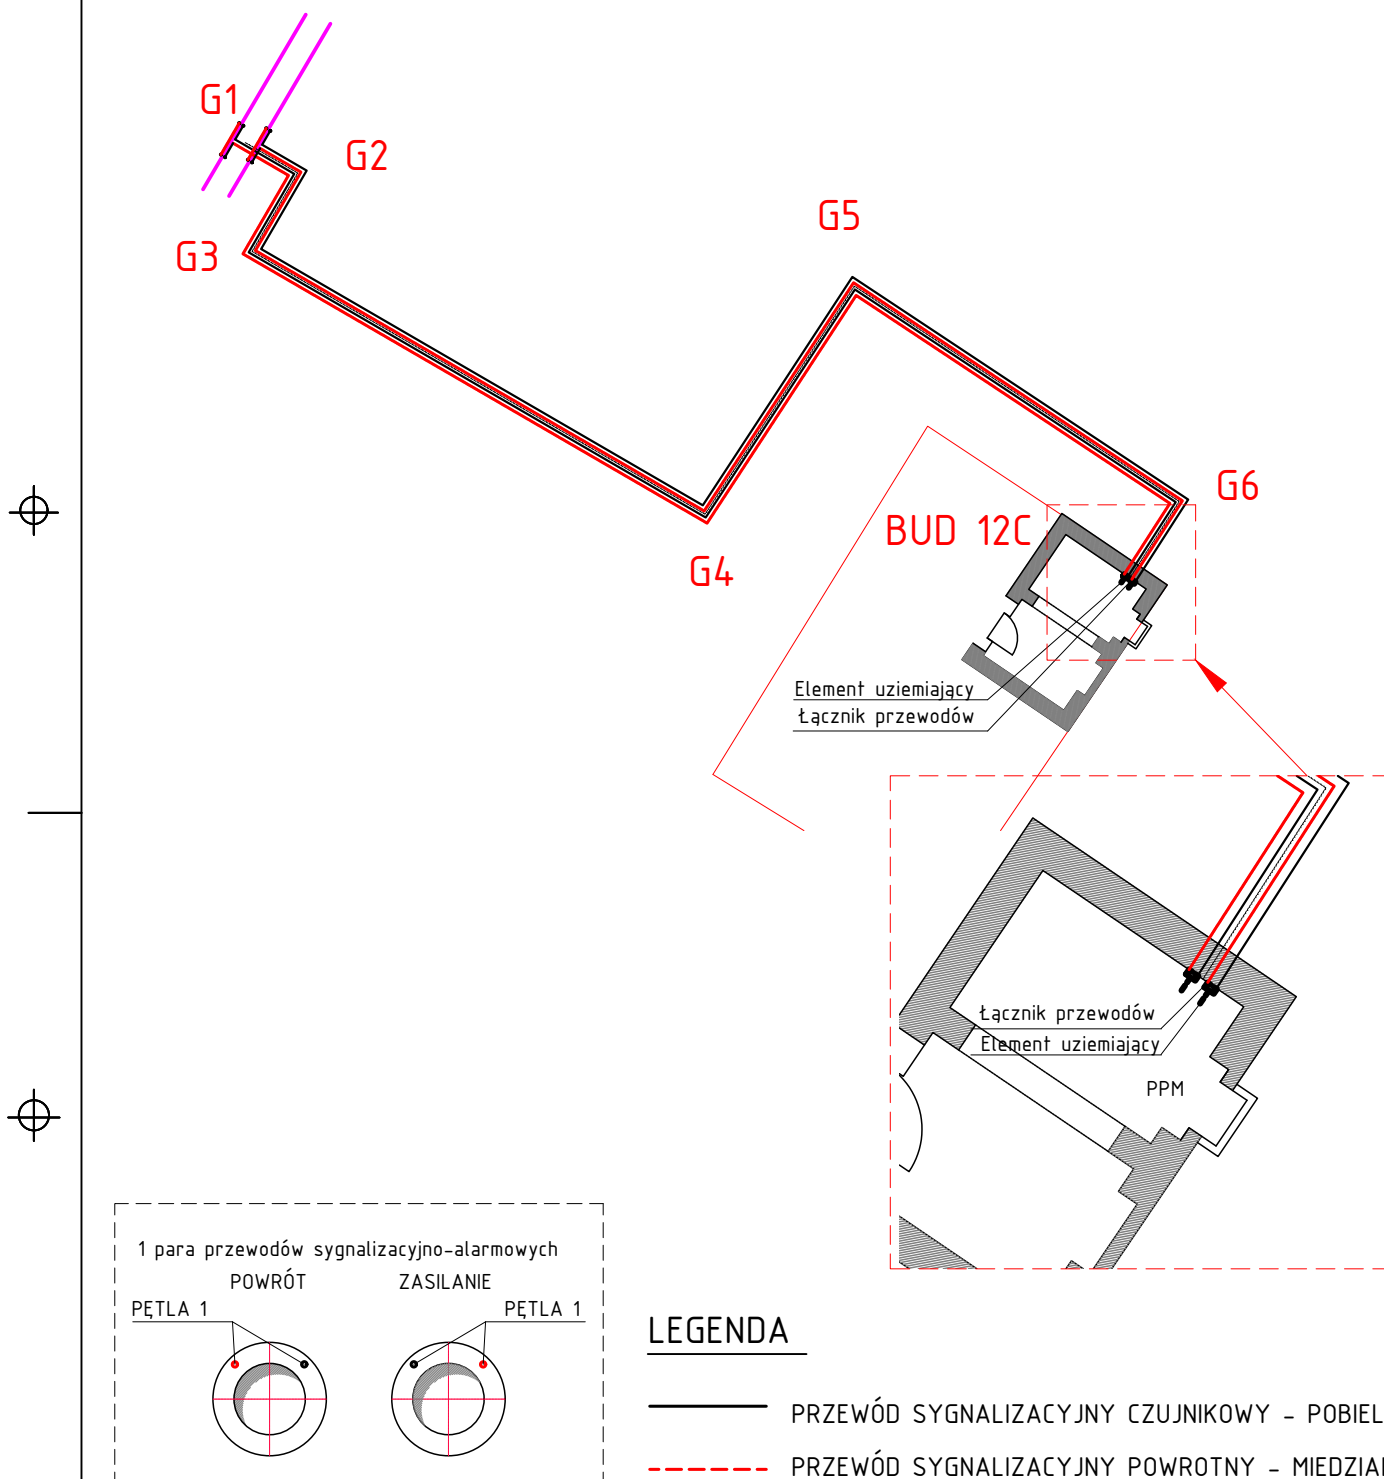 G1
G2
G3
G5
G6
BUD 12C
G4
Element uziemiający
Łącznik przewodów
Łącznik przewodów
Element uziemiający
PPM
1 para przewodów sygnalizacyjno-alarmowych
POWRÓT ZASILANIE
PĘTLA 1 PĘTLA 1
LEGENDA
PRZEWÓD SYGNALIZACYJNY CZUJNIKOWY - POBIEL
PRZEWÓD SYGNALIZACYJNY POWROTNY - MIEDZIAN